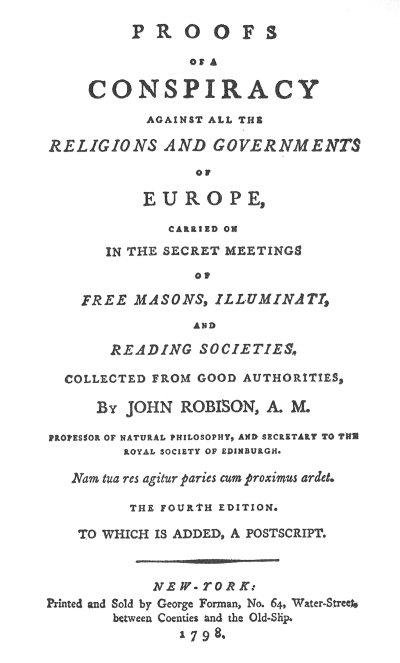 PROOFS
OF A
CONSPIRACY
AGAINST ALL THE
RELIGIONS AND GOVERNMENTS
OF
EUROPE,
CARRIED ON
IN THE SECRET MEETINGS
OF
FREE MASONS, ILLUMINATI,
AND
READING SOCIETIES.
COLLECTED FROM GOOD AUTHORITIES,
By JOHN ROBISON, A. M.
PROFESSOR OF NATURAL PHILOSOPHY, AND SECRETARY TO THE
ROYAL SOCIETY OF EDINBURGH.
Nam tua res agitur paries cum proximus ardet.
THE FOURTH EDITION.
TO WHICH IS ADDED, A POSTSCRIPT.
NEW-YORK:
Printed and Sold by George Forman, No. 64, Water-Street,
between Coenties and the Old-Slip.
1798.